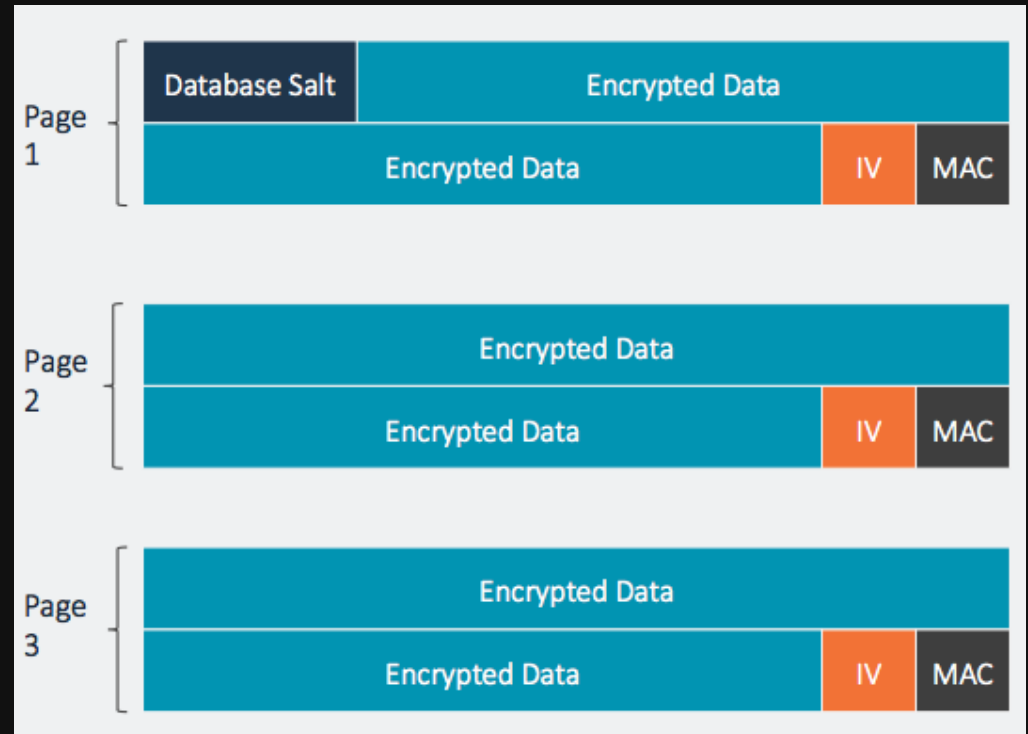 Page
1
Database Salt
Encrypted Data
Encrypted Data
IV
MAC
Page
2
Encrypted Data
Encrypted Data
IV
MAC
Page
3
Encrypted Data
Encrypted Data
IV
MAC